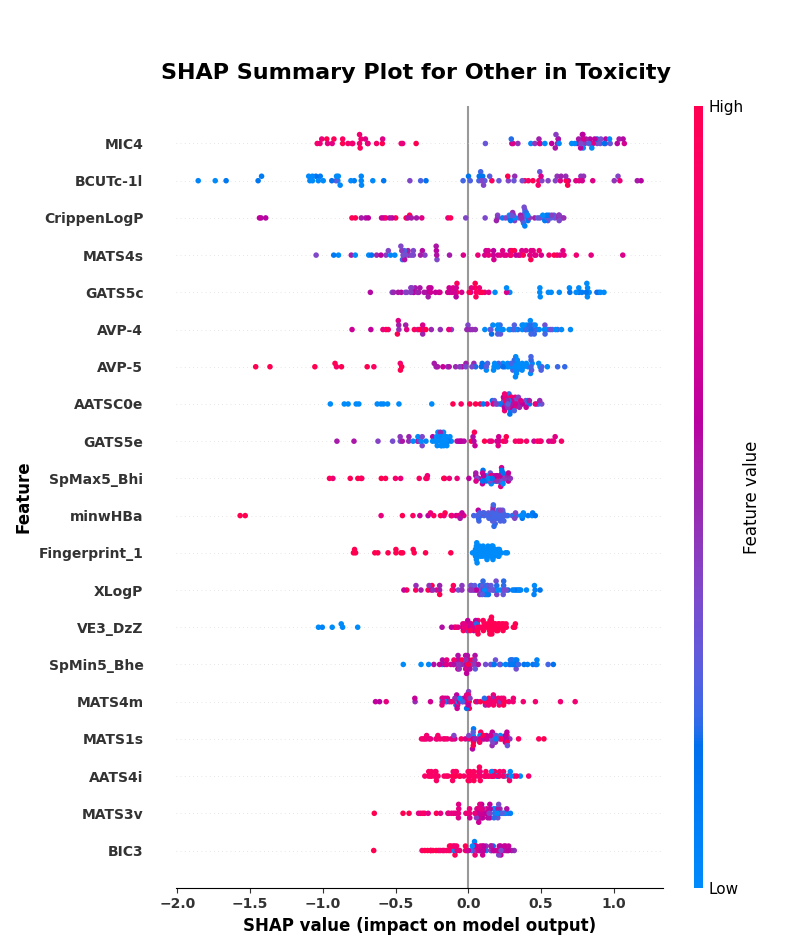 SHAP Summary Plot for Other in Toxicity
High
MIC4
BCUTc-1l
CrippenLogP
MATS4s
GATS5c
AVP-4
AVP-5
AATSC0e
GATS5e
SpMax5_Bhi
minwHBa
Fingerprint_1
XLogP
VE3_DzZ
SpMin5_Bhe
MATS4m
MATS1s
AATS4i
MATS3v
BIC3
Feature
Feature value
Low
−2.0 −1.5 −1.0 −0.5 0.0 0.5 1.0
SHAP value (impact on model output)